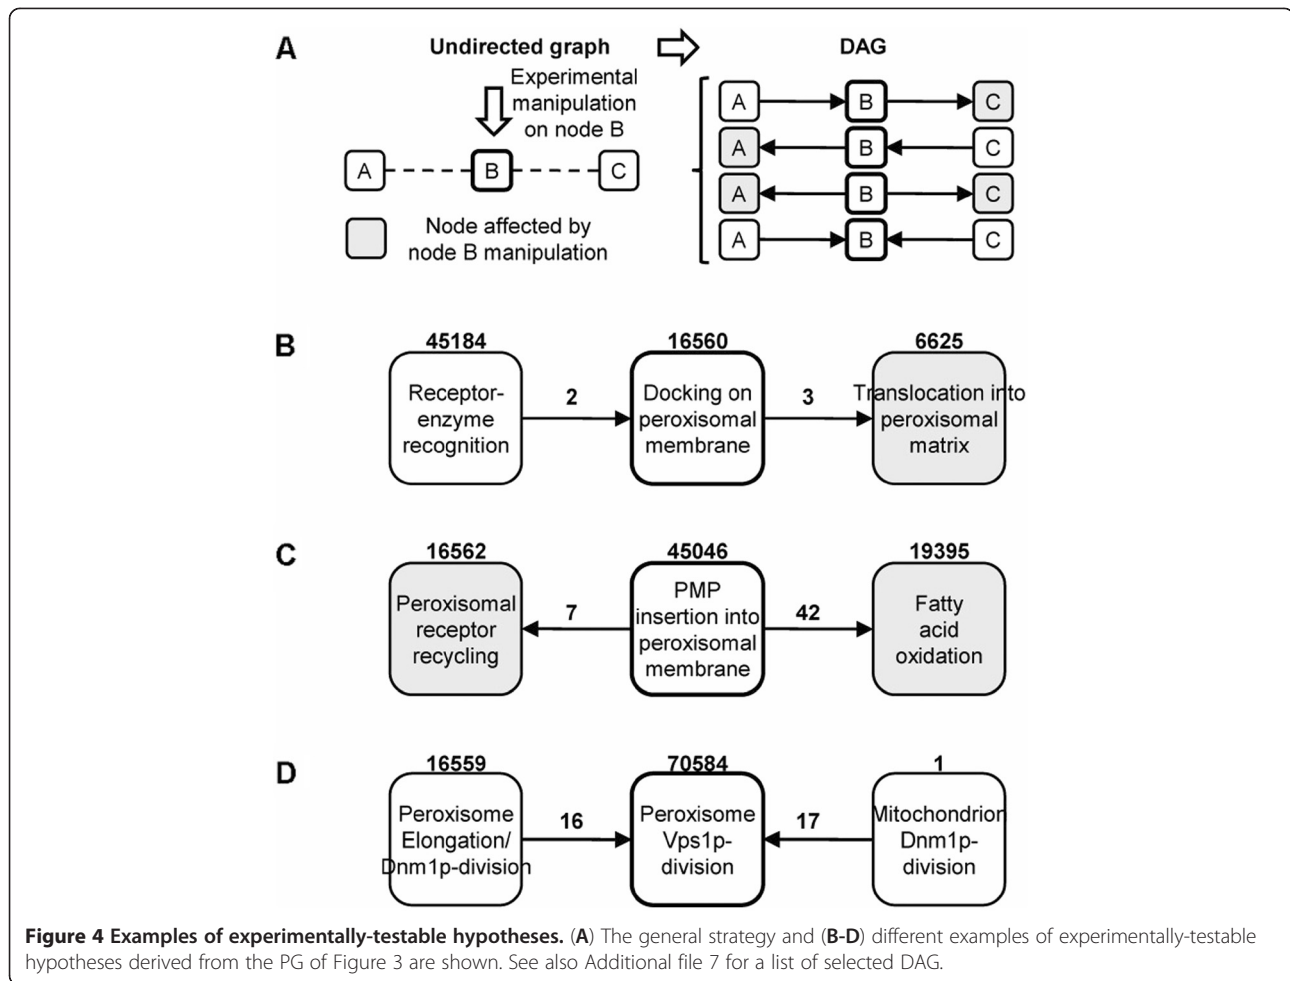 A
Undirected graph
DAG
Experimental
manipulation
on node B
A
B
C
Node affected by
node B manipulation
A
B
C
A
B
C
A
B
C
A
B
C
B
45184
16560
6625
Receptor-
enzyme
recognition
2
Docking on
peroxisomal
membrane
3
Translocation into
peroxisomal
matrix
C
16562
45046
19395
Peroxisomal
receptor
recycling
7
PMP
insertion into
peroxisomal
membrane
42
Fatty
acid
oxidation
D
16559
70584
1
Peroxisome
Elongation/
Dnm1p-division
16
Peroxisome
Vps1p-
division
17
Mitochondrion
Dnm1p-
division
Figure 4 Examples of experimentally-testable hypotheses. (A) The general strategy and (B-D) different examples of experimentally-testable
hypotheses derived from the PG of Figure 3 are shown. See also Additional file 7 for a list of selected DAG.